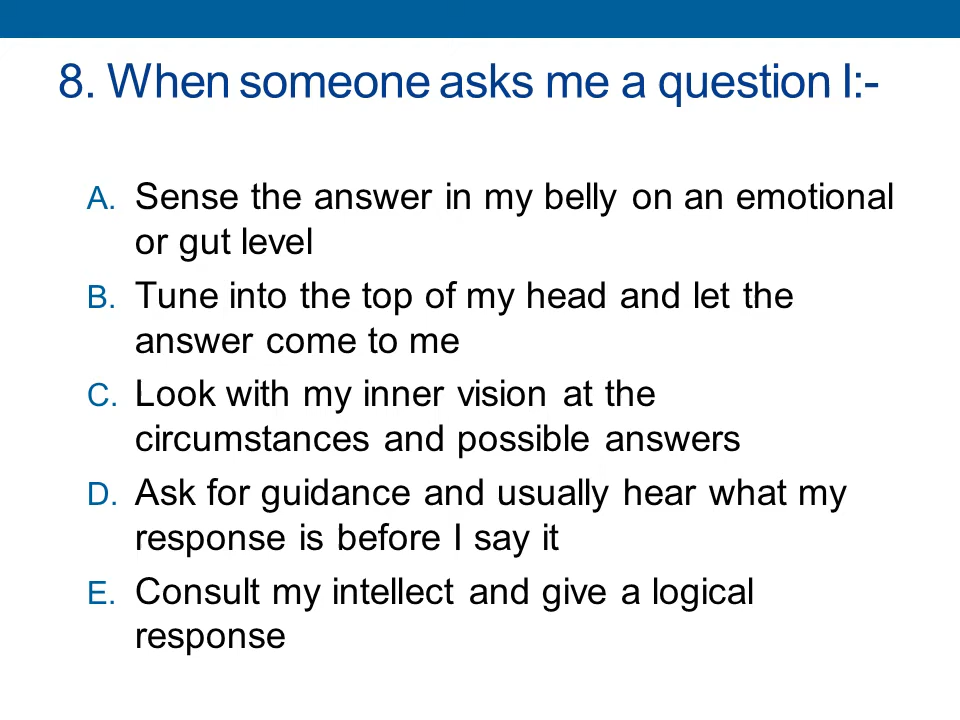 8. When someone asks me a question I:-
A. Sense the answer in my belly on an emotional
or gut level
B. Tune into the top of my head and let the
answer come to me
C. Look with my inner vision at the
circumstances and possible answers
D. Ask for guidance and usually hear what my
response is before I say it
E. Consult my intellect and give a logical
response